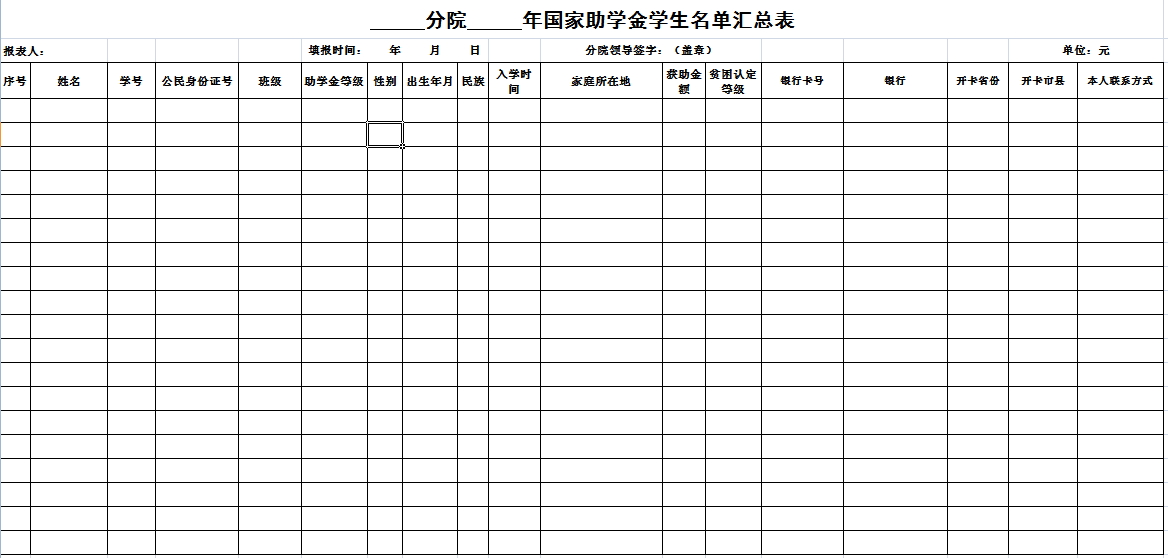 ______分院______年国家助学金学生名单汇总表
报表人： 填报时间： 年 月 日 分院领导签字：（盖章） 单位：元
序号 姓名 学号 公民身份证号 班级 助学金等级 性别 出生年月 民族 入学时间 家庭所在地 获助金额 贫困认定等级 银行卡号 银行 开卡省份 开卡市县 本人联系方式